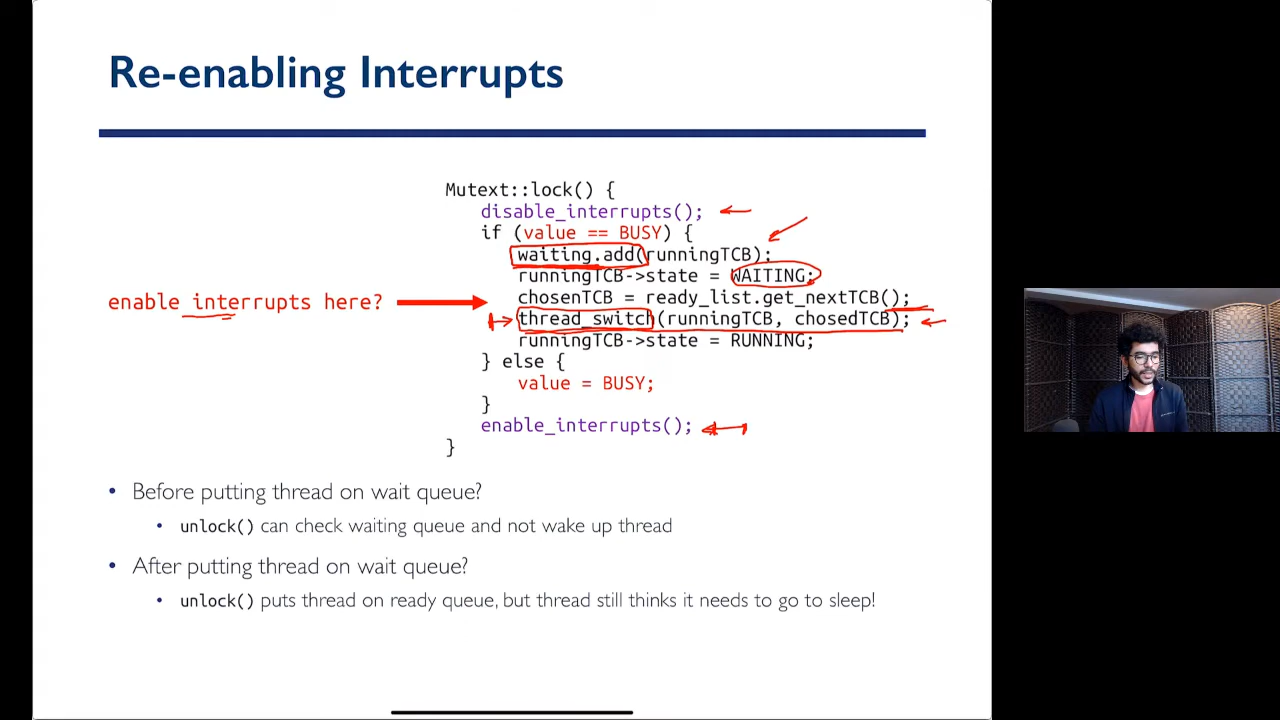 Re-enabling Interrupts
Mutext::lock() {
disable_interrupts();
if (value == BUSY) {
waiting.add(runningTCB);
runningTCB->state = WAITING;
enable interrupts here?
chosenTCB = ready_list.get_nextTCB();
thread_switch(runningTCB, chosedTCB);
runningTCB->state = RUNNING;
} else {
value = BUSY;
}
enable_interrupts();
}
• Before putting thread on wait queue?
• unlock() can check waiting queue and not wake up thread
• After putting thread on wait queue?
• unlock() puts thread on ready queue, but thread still thinks it needs to go to sleep!